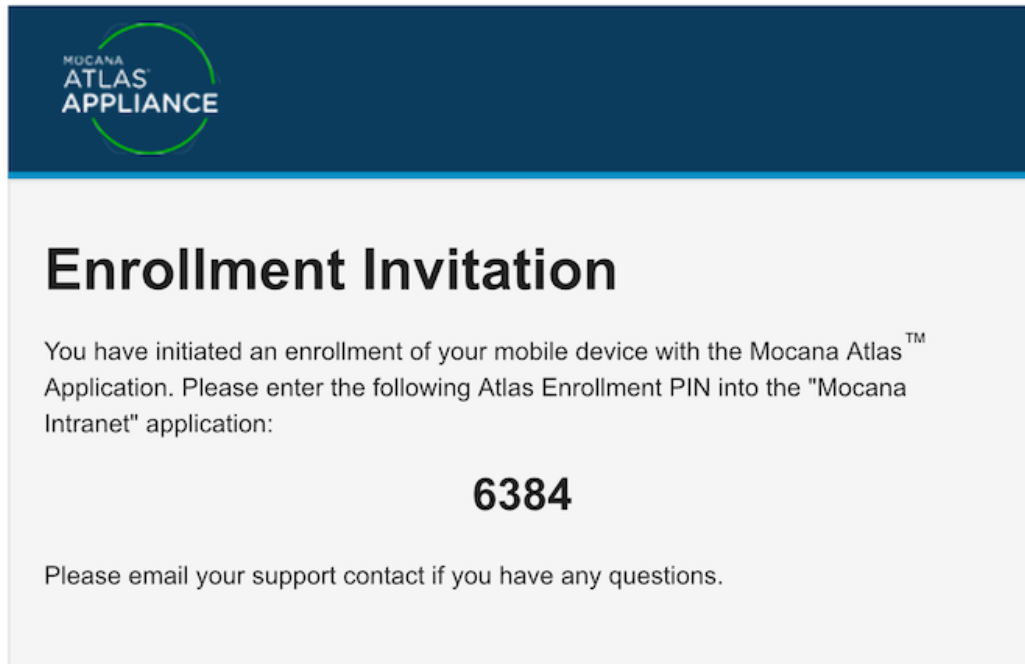 MOCANA
ATLAS™
APPLIANCE
Enrollment Invitation
You have initiated an enrollment of your mobile device with the Mocana Atlas™
Application. Please enter the following Atlas Enrollment PIN into the "Mocana
Intranet" application:
6384
Please email your support contact if you have any questions.